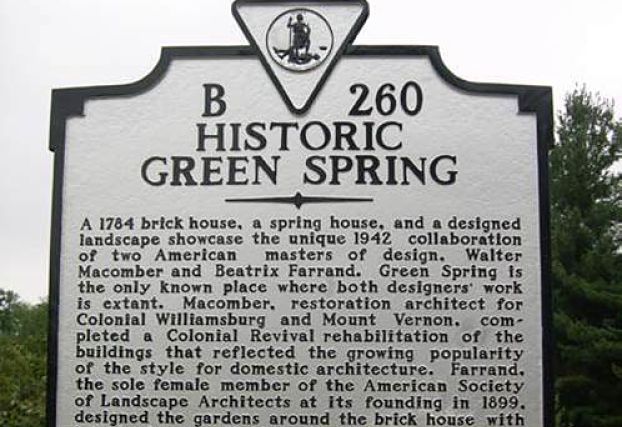 B 260
HISTORIC
GREEN SPRING
A 1784 brick house, a spring house, and a designed
landscape showcase the unique 1942 collaboration
of two American masters of design, Walter
Macomber and Beatrix Farrand. Green Spring is
the only known place where both designers' work
is extant. Macomber, restoration architect for
Colonial Williamsburg and Mount Vernon, com-
pleted a Colonial Revival rehabilitation of the
buildings that reflected the growing popularity
of the style for domestic architecture. Farrand,
the sole female member of the American Society
of Landscape Architects at its founding in 1899,
designed the gardens around the brick house with